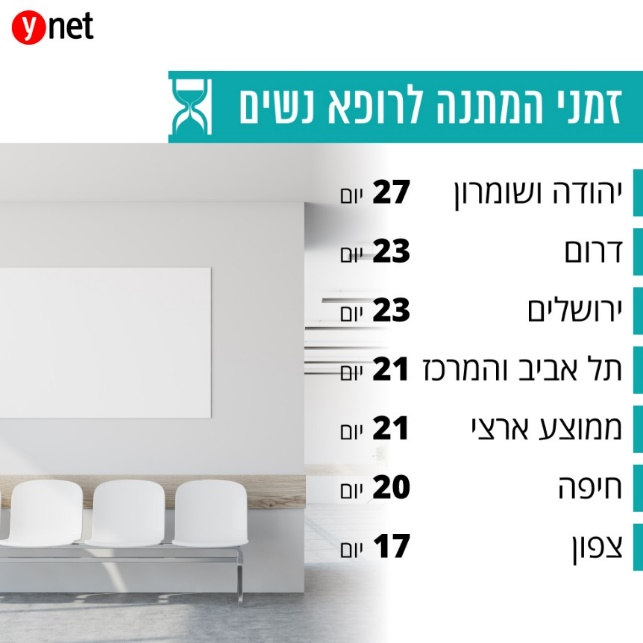 ynet
זמני המתנה לרופא נשים
יהודה ושומרון 27 יום
דרום 23 יום
ירושלים 23 יום
תל אביב והמרכז 21 יום
ממוצע ארצי 21 יום
חיפה 20 יום
צפון 17 יום